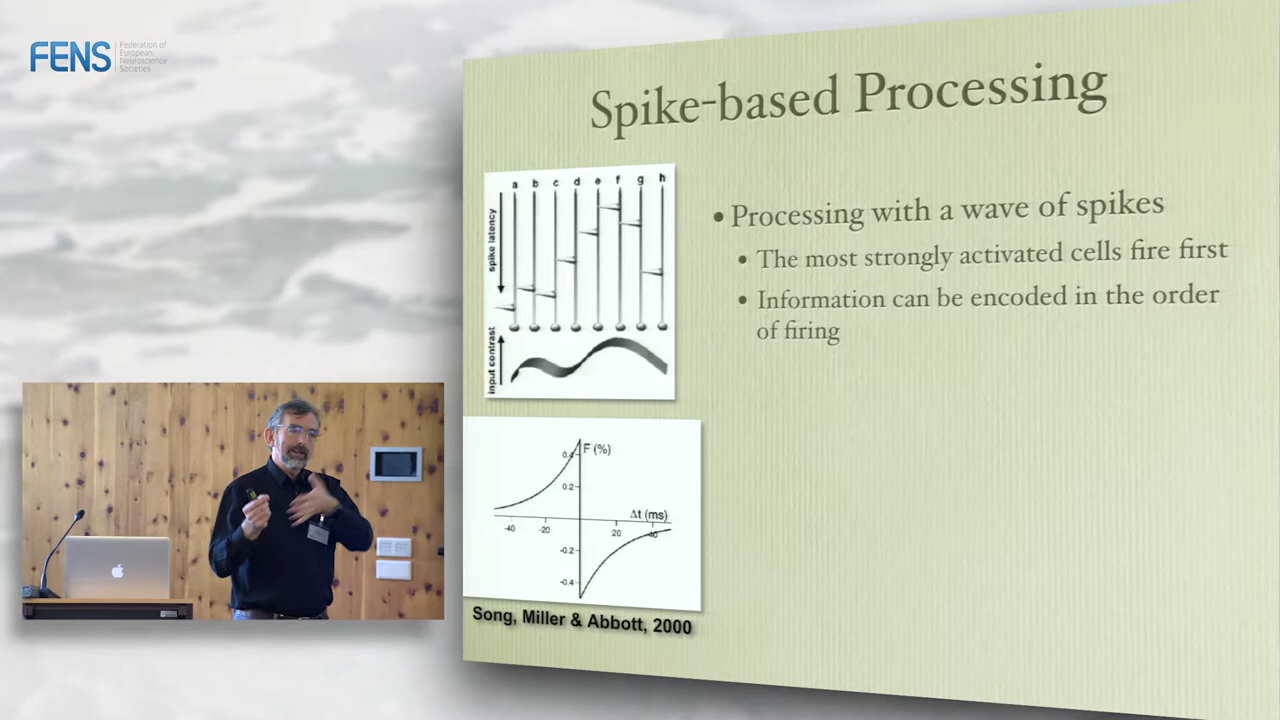 FENS
Federation of
European
Neuroscience
Societies
Spike-based Processing
a b c d e f g h
spike latency
input contrast
• Processing with a wave of spikes
• The most strongly activated cells fire first
• Information can be encoded in the order
of firing
F (%)
0.4
0.2
Δt (ms)
-40 -20 20 40
-0.2
-0.4
Song, Miller & Abbott, 2000